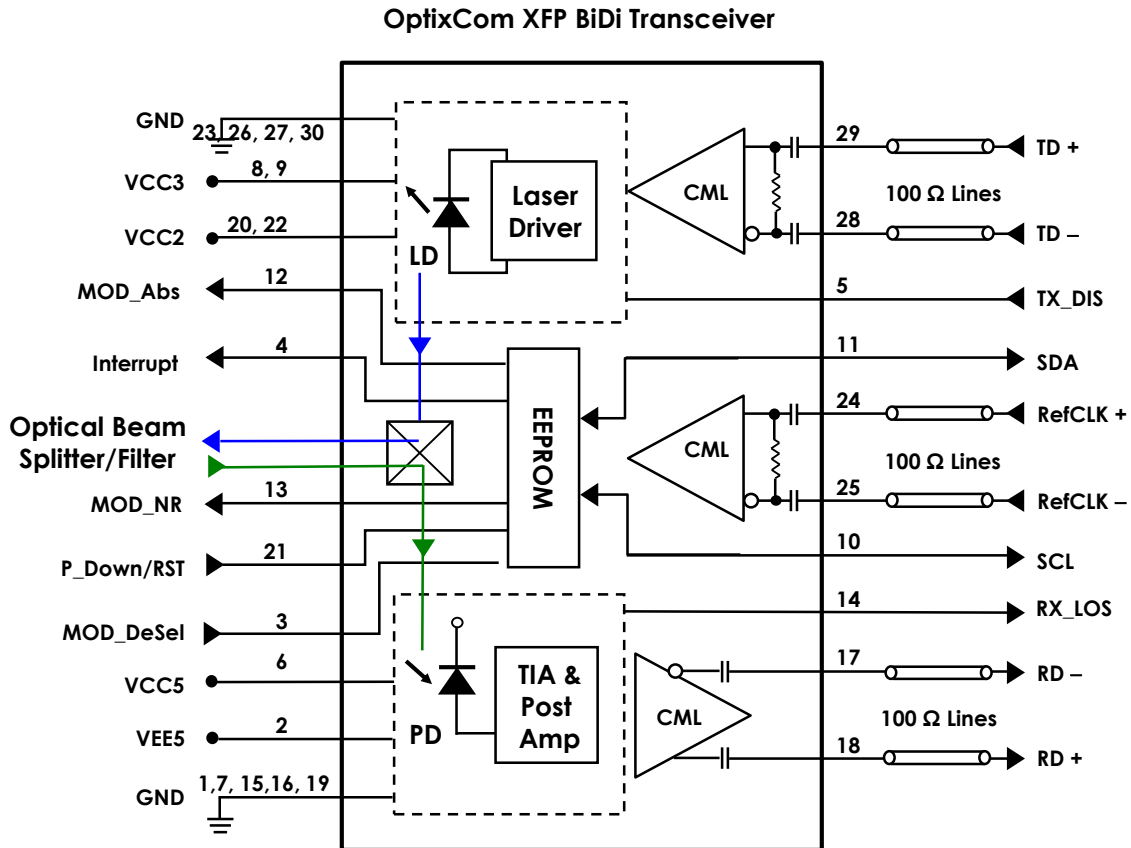 OptixCom XFP BiDi Transceiver
GND
23, 26, 27, 30
VCC3
8, 9
VCC2
20, 22
MOD_Abs
12
Interrupt
4
Optical Beam
Splitter/Filter
MOD_NR
13
P_Down/RST
21
MOD_DeSel
3
VCC5
6
VEE5
2
GND
1,7, 15,16, 19
LD
Laser
Driver
EEPROM
PD
TIA &
Post
Amp
CML
CML
CML
29
TD +
100 Ω Lines
28
TD –
5
TX_DIS
11
SDA
24
RefCLK +
100 Ω Lines
25
RefCLK –
10
SCL
14
RX_LOS
17
RD –
100 Ω Lines
18
RD +